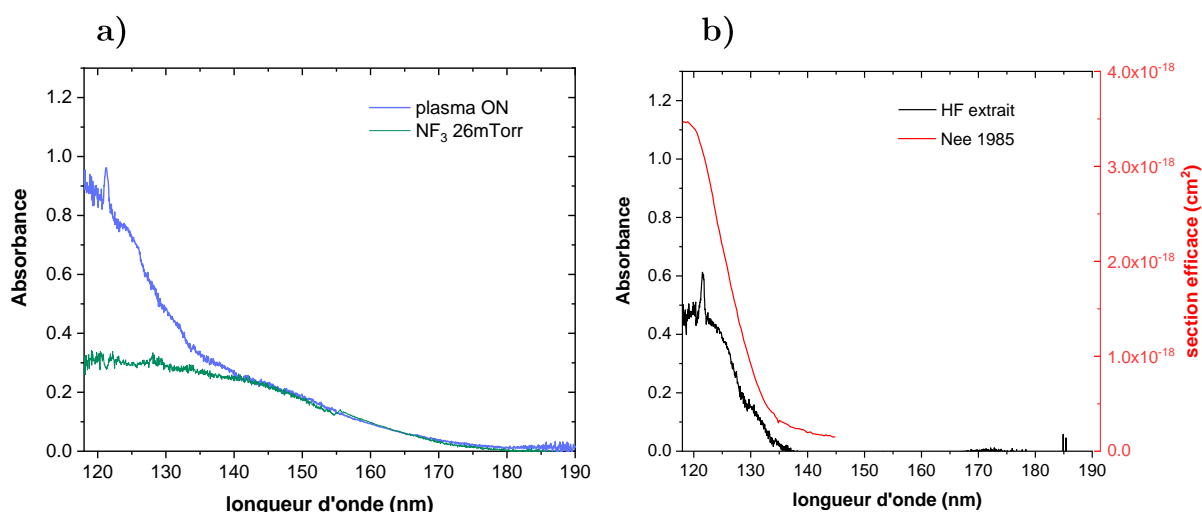 a)
1.2
1.0
0.8
0.6
0.4
0.2
0.0
Absorbance
plasma ON
NF₃ 26mTorr
120 130 140 150 160 170 180 190
longueur d'onde (nm)
b)
1.2
1.0
0.8
0.6
0.4
0.2
0.0
Absorbance
HF extrait
Nee 1985
4.0x10⁻¹⁸
3.0x10⁻¹⁸
2.0x10⁻¹⁸
1.0x10⁻¹⁸
0.0
section efficace (cm²)
120 130 140 150 160 170 180 190
longueur d'onde (nm)